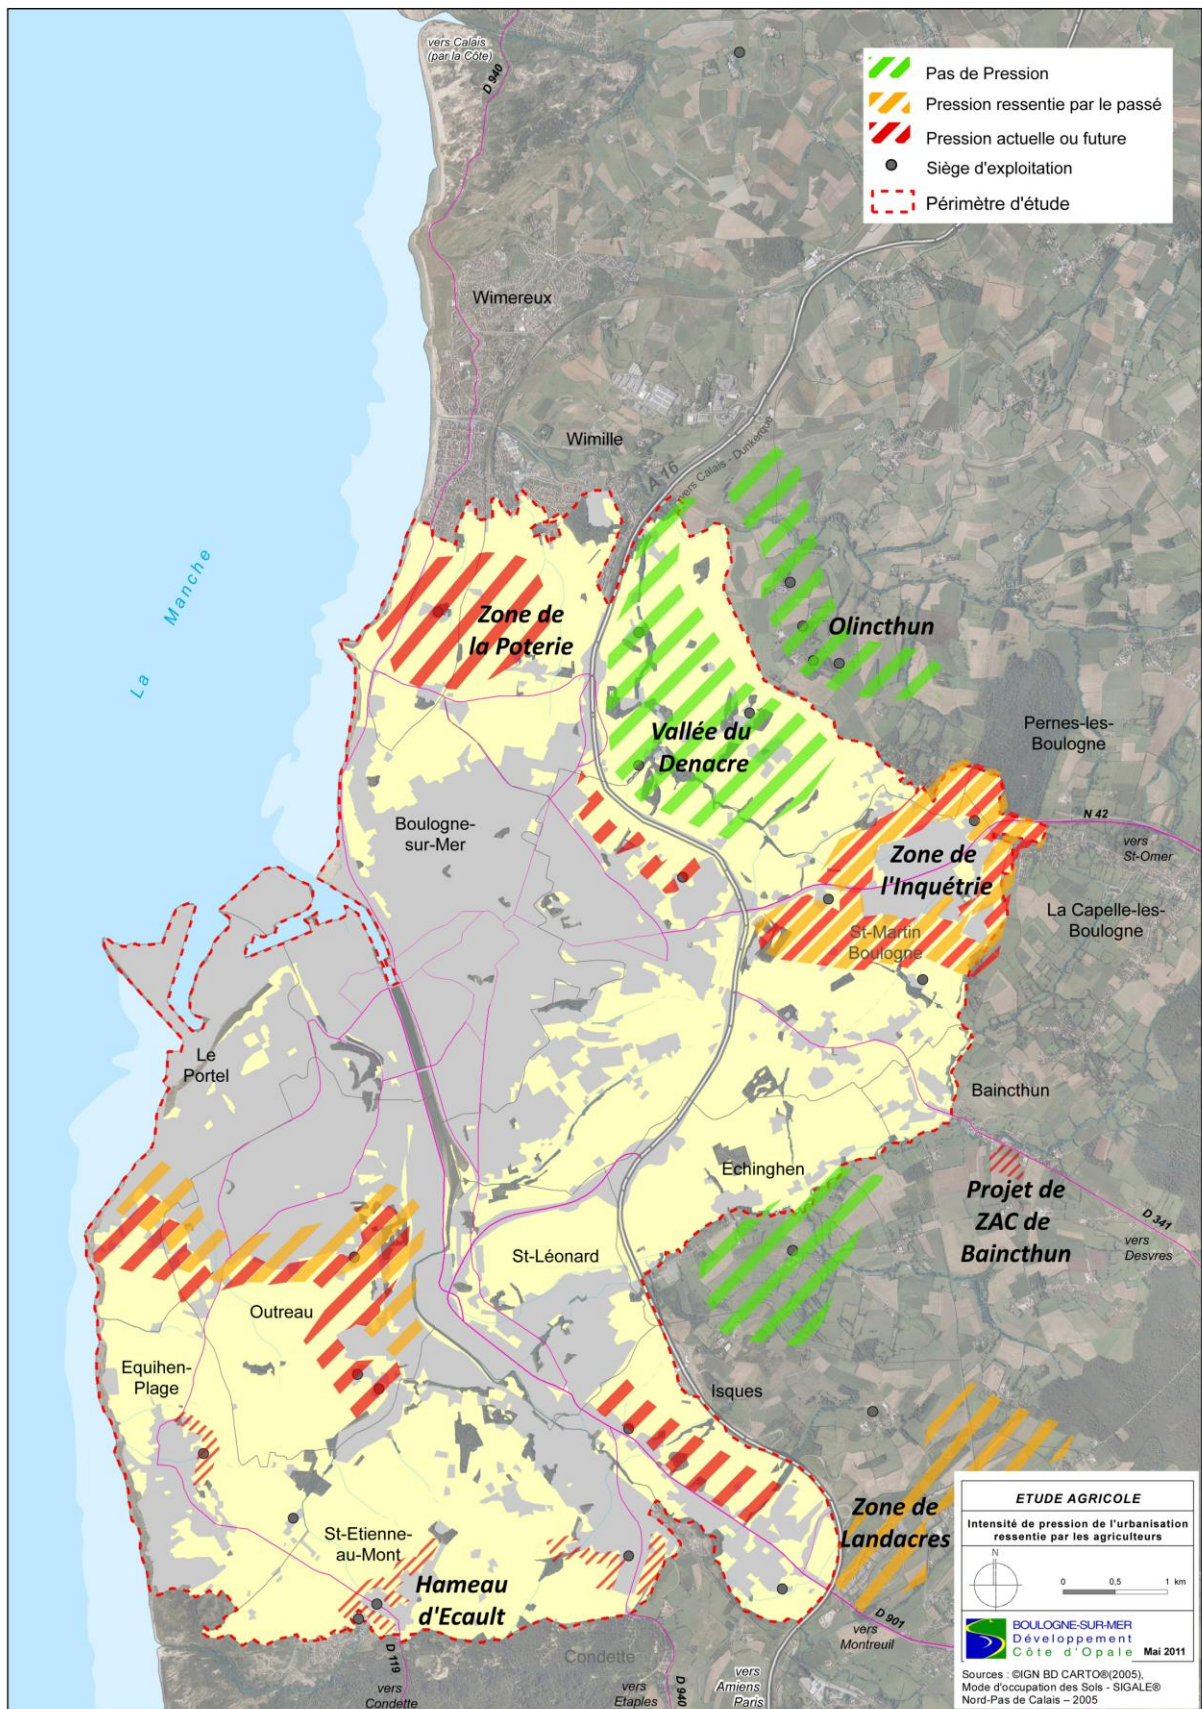 vers Calais
(par la Côte)
D 940
Pas de Pression
Pression ressentie par le passé
Pression actuelle ou future
Siège d'exploitation
Périmètre d'étude
Wimereux
Wimille
A 16
vers Calais - Dunkerque
La Manche
Zone de
la Poterie
Olincthun
Vallée du
Denacre
Pernes-les-
Boulogne
Boulogne-
sur-Mer
N 42
vers
St-Omer
Zone de
l'Inquétrie
La Capelle-les-
Boulogne
St-Martin
Boulogne
Le
Portel
Baincthun
Echinghen
Projet de
ZAC de
Baincthun
D 341
vers
Desvres
St-Léonard
Outreau
Equihen-
Plage
Isques
Zone de
Landacres
St-Etienne-
au-Mont
Hameau
d'Ecault
D 901
vers
Montreuil
Condette
D 119
vers
Condette
vers
Etaples
D 940
vers
Amiens
Paris
ETUDE AGRICOLE
Intensité de pression de l'urbanisation
ressentie par les agriculteurs
N
0 0,5 1 km
BOULOGNE-SUR-MER
Développement
Côte d'Opale
Mai 2011
Sources : ©IGN BD CARTO®(2005),
Mode d'occupation des Sols - SIGALE®
Nord-Pas de Calais – 2005